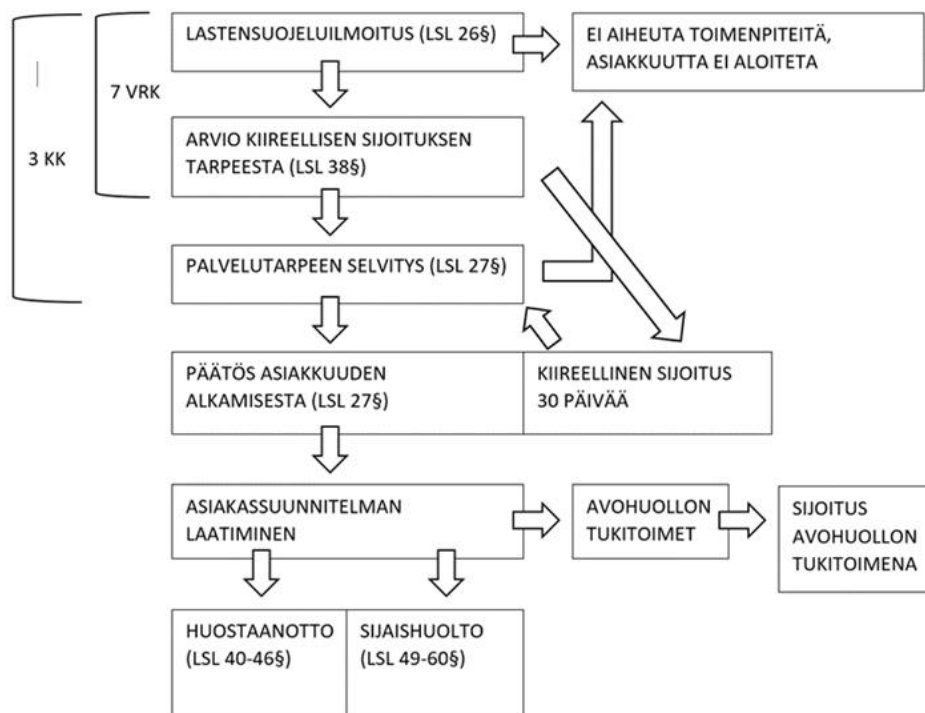 LASTENSUOJELUILMOITUS (LSL 26§)
EI AIHEUTA TOIMENPITEITÄ,
ASIAKKUUTTA EI ALOITETA
7 VRK
3 KK
ARVIO KIIREELLISEN SIJOITUKSEN
TARPEESTA (LSL 38§)
PALVELUTARPEEN SELVITYS (LSL 27§)
PÄÄTÖS ASIAKKUUDEN
ALKAMISESTA (LSL 27§)
KIIREELLINEN SIJOITUS
30 PÄIVÄÄ
ASIAKASSUUNNITELMAN
LAATIMINEN
AVOHUOLLON
TUKITOIMET
SIJOITUS
AVOHUOLLON
TUKITOIMENA
HUOSTAANOTTO
(LSL 40-46§)
SIJAISHUOLTO
(LSL 49-60§)